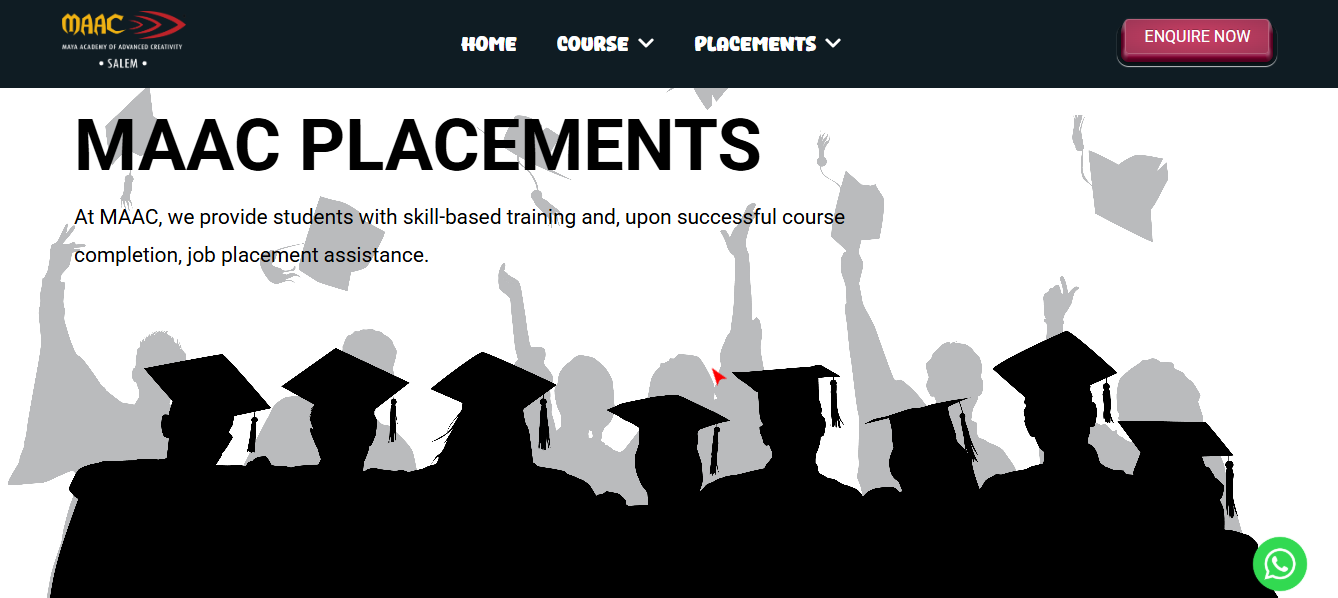 MAAC
MAYA ACADEMY OF ADVANCED CREATIVITY
• SALEM •
HOME COURSE PLACEMENTS
ENQUIRE NOW
MAAC PLACEMENTS
At MAAC, we provide students with skill-based training and, upon successful course
completion, job placement assistance.